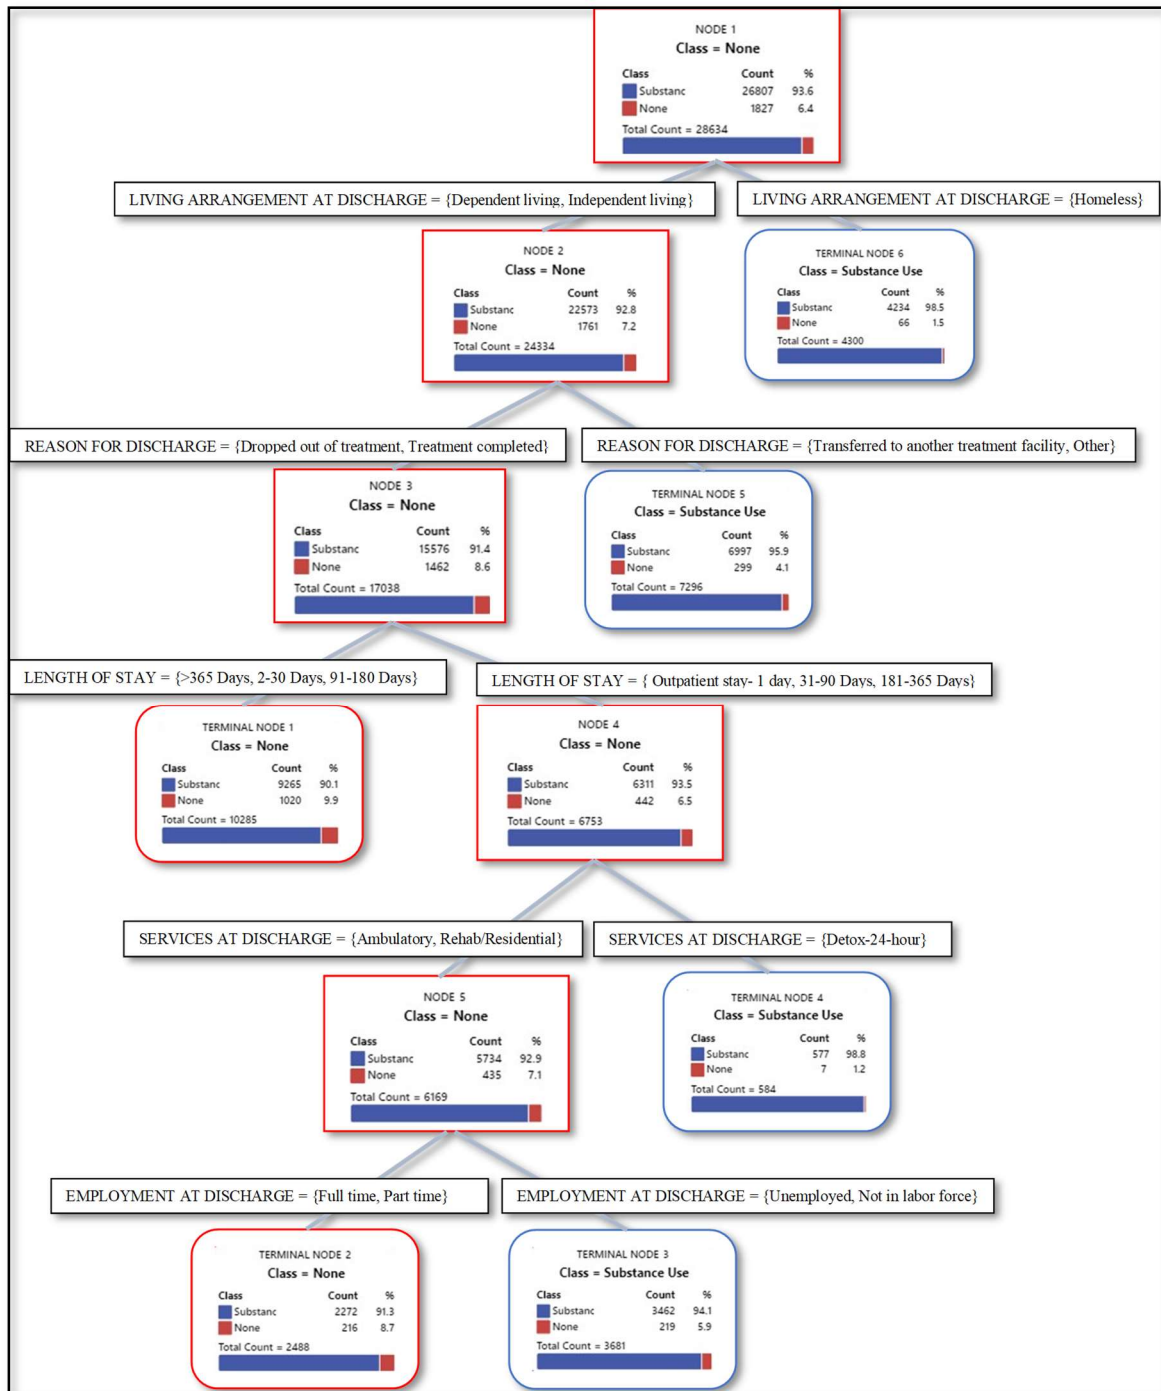 NODE 1
Class = None
Class Count %
Substanc 26807 93.6
None 1827 6.4
Total Count = 28634
LIVING ARRANGEMENT AT DISCHARGE = {Dependent living, Independent living}
LIVING ARRANGEMENT AT DISCHARGE = {Homeless}
NODE 2
Class = None
Class Count %
Substanc 22573 92.8
None 1761 7.2
Total Count = 24334
TERMINAL NODE 6
Class = Substance Use
Class Count %
Substanc 4234 98.5
None 66 1.5
Total Count = 4300
REASON FOR DISCHARGE = {Dropped out of treatment, Treatment completed}
REASON FOR DISCHARGE = {Transferred to another treatment facility, Other}
NODE 3
Class = None
Class Count %
Substanc 15576 91.4
None 1462 8.6
Total Count = 17038
TERMINAL NODE 5
Class = Substance Use
Class Count %
Substanc 6997 95.9
None 299 4.1
Total Count = 7296
LENGTH OF STAY = {>365 Days, 2-30 Days, 91-180 Days}
LENGTH OF STAY = { Outpatient stay- 1 day, 31-90 Days, 181-365 Days}
TERMINAL NODE 1
Class = None
Class Count %
Substanc 9265 90.1
None 1020 9.9
Total Count = 10285
NODE 4
Class = None
Class Count %
Substanc 6311 93.5
None 442 6.5
Total Count = 6753
SERVICES AT DISCHARGE = {Ambulatory, Rehab/Residential}
SERVICES AT DISCHARGE = {Detox-24-hour}
NODE 5
Class = None
Class Count %
Substanc 5734 92.9
None 435 7.1
Total Count = 6169
TERMINAL NODE 4
Class = Substance Use
Class Count %
Substanc 577 98.8
None 7 1.2
Total Count = 584
EMPLOYMENT AT DISCHARGE = {Full time, Part time}
EMPLOYMENT AT DISCHARGE = {Unemployed, Not in labor force}
TERMINAL NODE 2
Class = None
Class Count %
Substanc 2272 91.3
None 216 8.7
Total Count = 2488
TERMINAL NODE 3
Class = Substance Use
Class Count %
Substanc 3462 94.1
None 219 5.9
Total Count = 3681